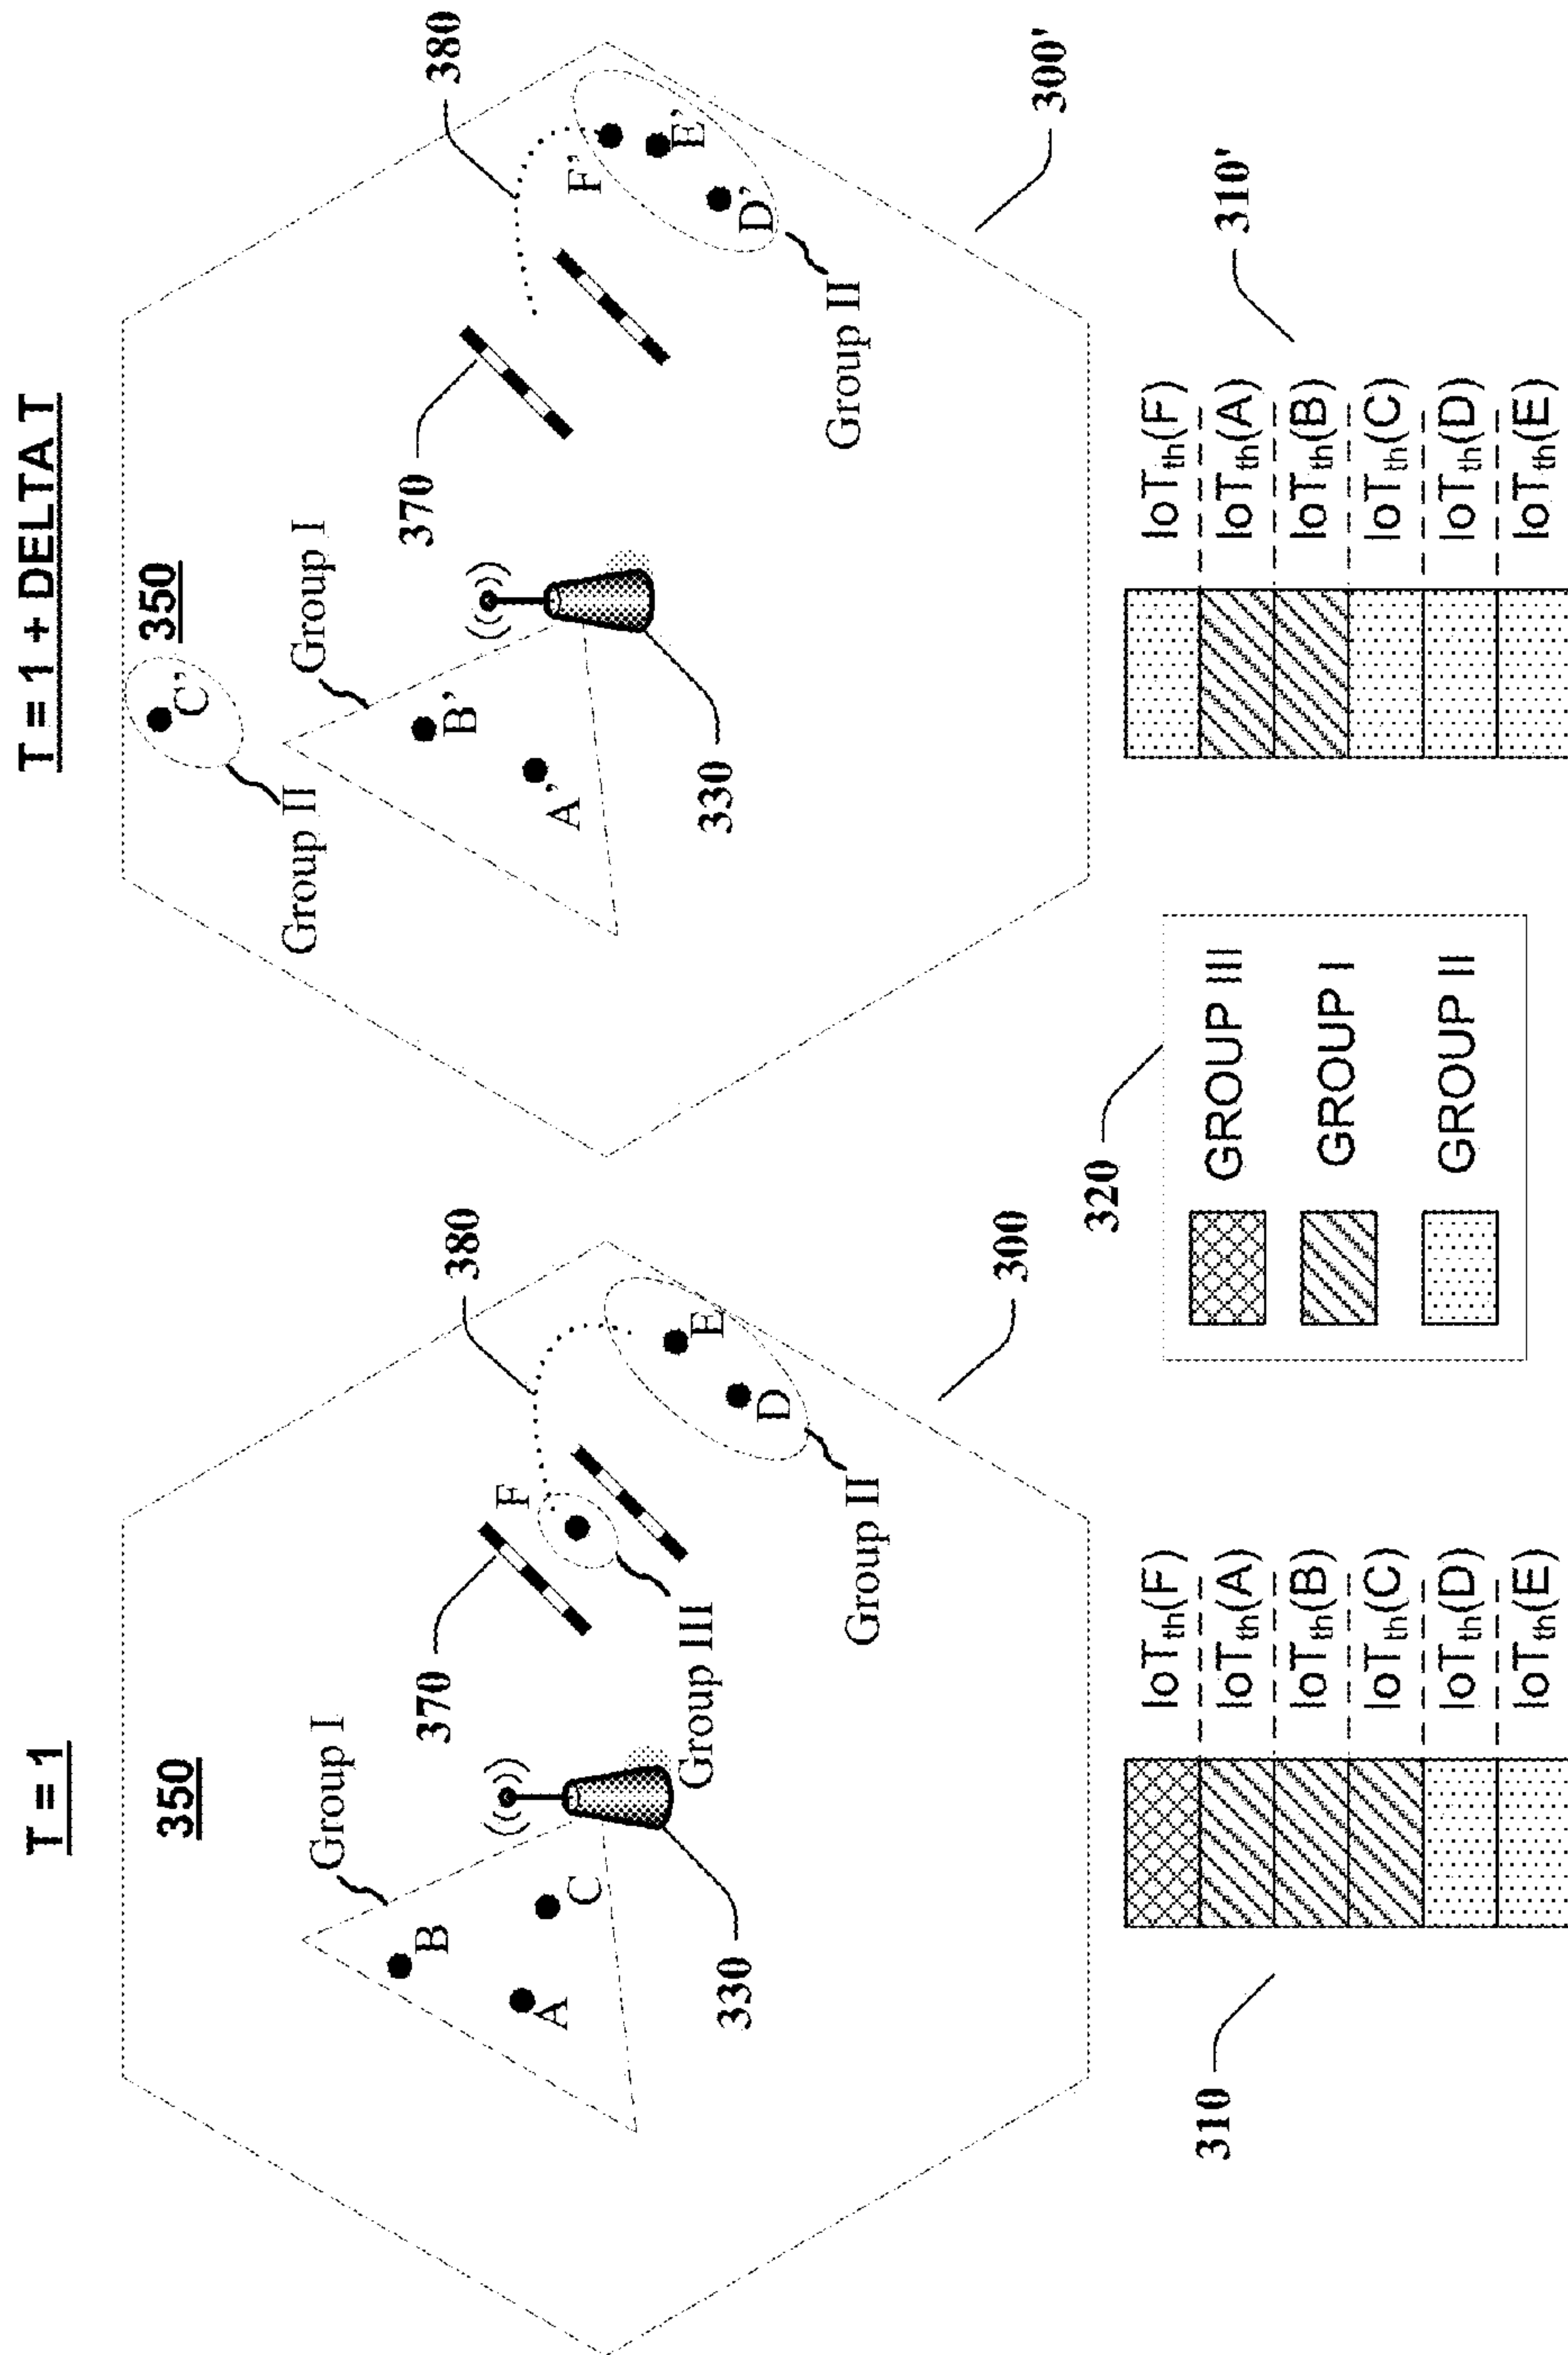 T = 1
350
Group I
B
A
C
330
370
F
Group III
380
E
D
Group II
300
310
IoTth(F)
IoTth(A)
IoTth(B)
IoTth(C)
IoTth(D)
IoTth(E)
320
GROUP III
GROUP I
GROUP II
T = 1 + DELTA T
350
C'
Group II
Group I
B'
A'
330
370
380
F'
E'
D'
Group II
300'
310'
IoTth(F)
IoTth(A)
IoTth(B)
IoTth(C)
IoTth(D)
IoTth(E)